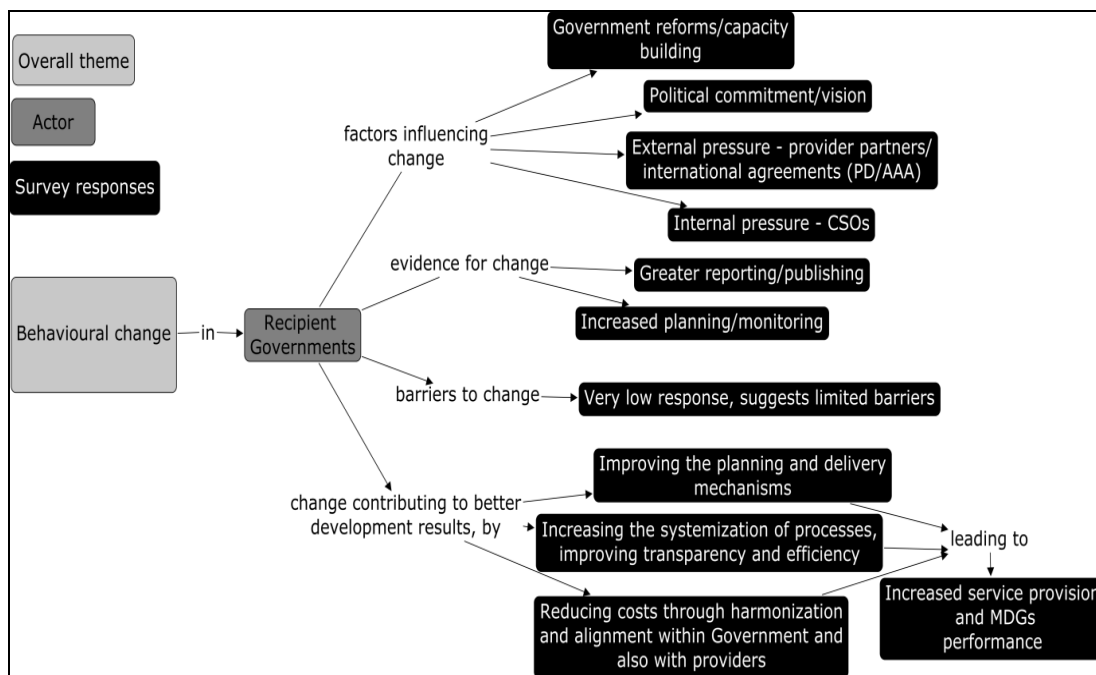 Overall theme
Actor
Survey responses
Behavioural change
in
Recipient
Governments
factors influencing
change
Government reforms/capacity
building
Political commitment/vision
External pressure - provider partners/
international agreements (PD/AAA)
Internal pressure - CSOs
evidence for change
Greater reporting/publishing
Increased planning/monitoring
barriers to change
Very low response, suggests limited barriers
change contributing to better
development results, by
Improving the planning and delivery
mechanisms
Increasing the systemization of processes,
improving transparency and efficiency
Reducing costs through harmonization
and alignment within Government and
also with providers
leading to
Increased service provision
and MDGs
performance